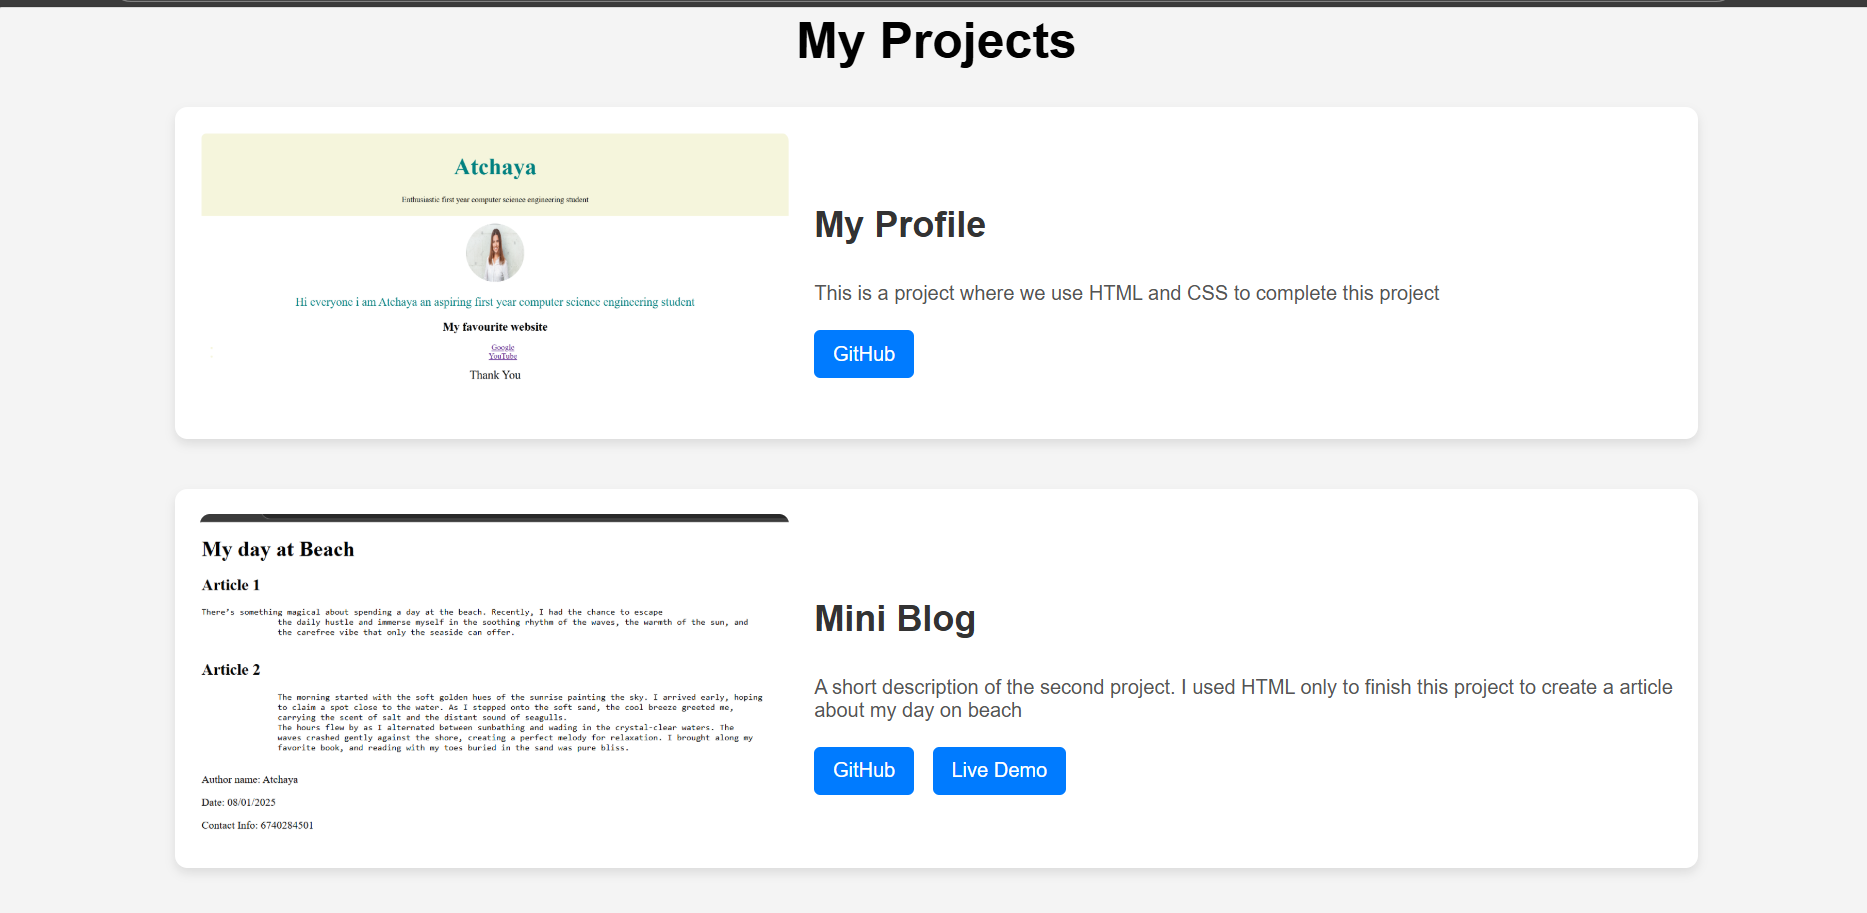 My Projects
Atchaya
Enthusiastic first year computer science engineering student
Hi everyone i am Atchaya an aspiring first year computer science engineering student
My favourite website
Google
YouTube
Thank You
My Profile
This is a project where we use HTML and CSS to complete this project
GitHub
My day at Beach
Article 1
There's something magical about spending a day at the beach. Recently, I had the chance to escape
the daily hustle and immerse myself in the soothing rhythm of the waves, the warmth of the sun, and
the carefree vibe that only the seaside can offer.
Article 2
The morning started with the soft golden hues of the sunrise painting the sky. I arrived early, hoping
to claim a spot close to the water. As I stepped onto the soft sand, the cool breeze greeted me,
carrying the scent of salt and the distant sound of seagulls.
The hours flew by as I alternated between sunbathing and wading in the crystal-clear waters. The
waves crashed gently against the shore, creating a perfect melody for relaxation. I brought along my
favorite book, and reading with my toes buried in the sand was pure bliss.
Author name: Atchaya
Date: 08/01/2025
Contact Info: 6740284501
Mini Blog
A short description of the second project. I used HTML only to finish this project to create a article
about my day on beach
GitHub
Live Demo